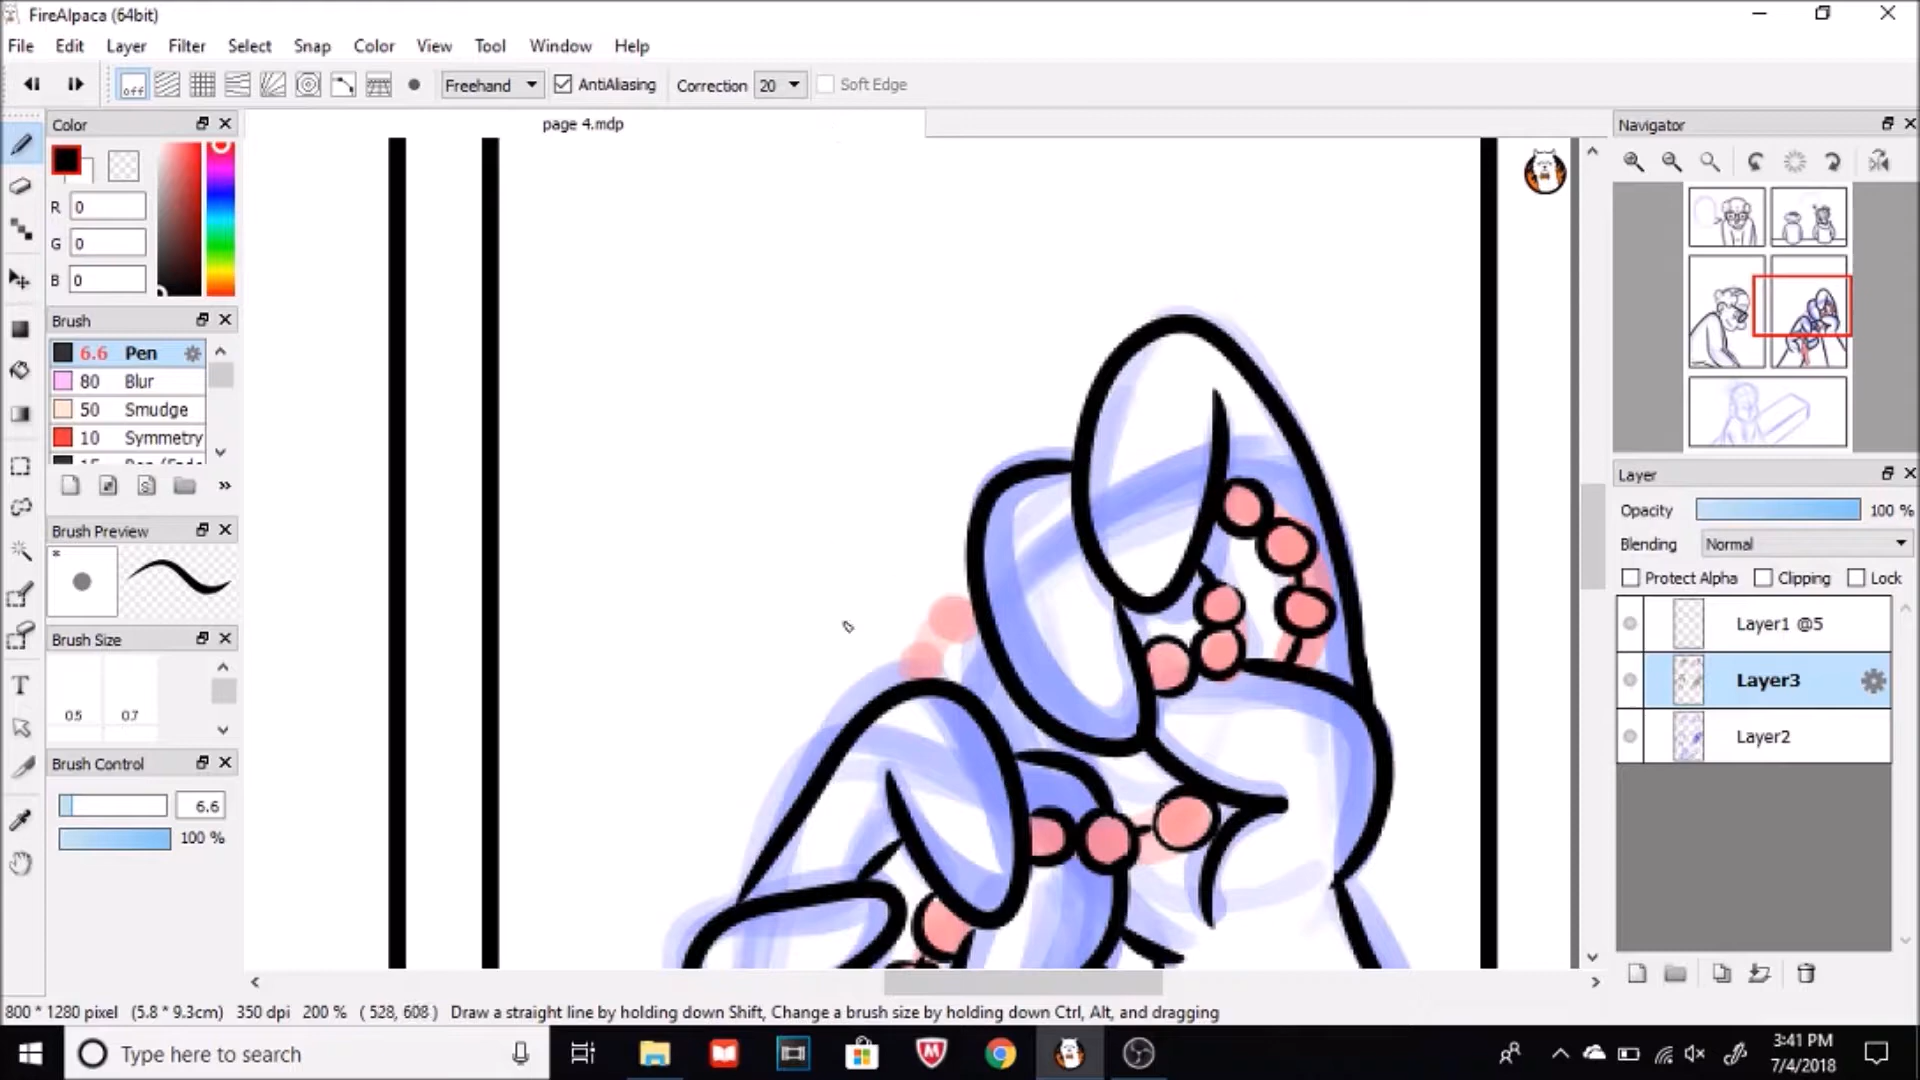 FireAlpaca (64bit)
File Edit Layer Filter Select Snap Color View Tool Window Help
off Freehand AntiAliasing Correction 20 Soft Edge
Color
page 4.mdp
Navigator
R 0
G 0
B 0
Brush
6.6 Pen
80 Blur
50 Smudge
10 Symmetry
Brush Preview
Brush Size
0.5 0.7
Brush Control
6.6
100 %
Layer
Opacity 100 %
Blending Normal
Protect Alpha Clipping Lock
Layer1 @5
Layer3
Layer2
800 * 1280 pixel (5.8 * 9.3cm) 350 dpi 200 % ( 528, 608 ) Draw a straight line by holding down Shift, Change a brush size by holding down Ctrl, Alt, and dragging
Type here to search
3:41 PM
7/4/2018